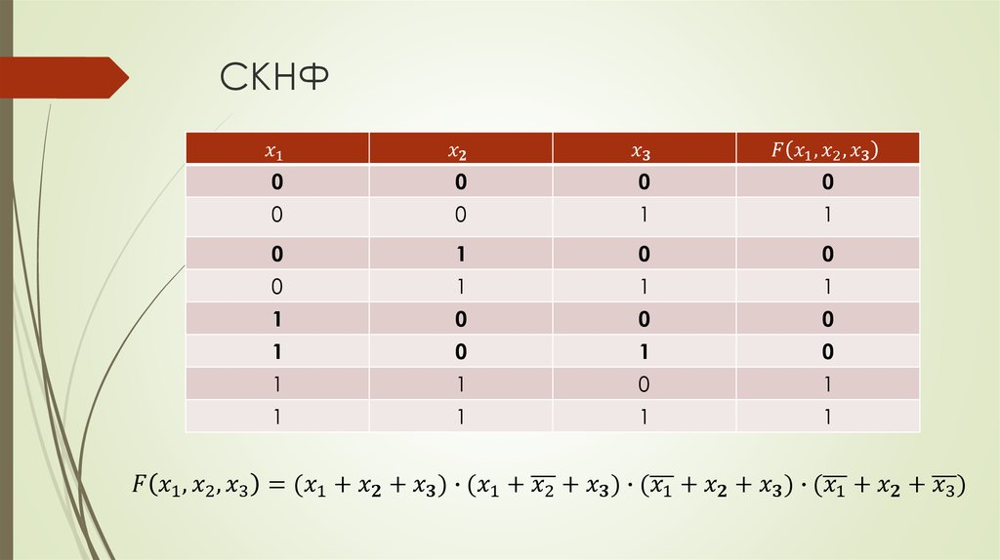 СКНФ
x₁ x₂ x₃ F(x₁, x₂, x₃)
0 0 0 0
0 0 1 1
0 1 0 0
0 1 1 1
1 0 0 0
1 0 1 0
1 1 0 1
1 1 1 1
F(x₁, x₂, x₃) = (x₁ + x₂ + x₃) · (x₁ + x̅₂ + x₃) · (x̅₁ + x₂ + x₃) · (x̅₁ + x₂ + x̅₃)